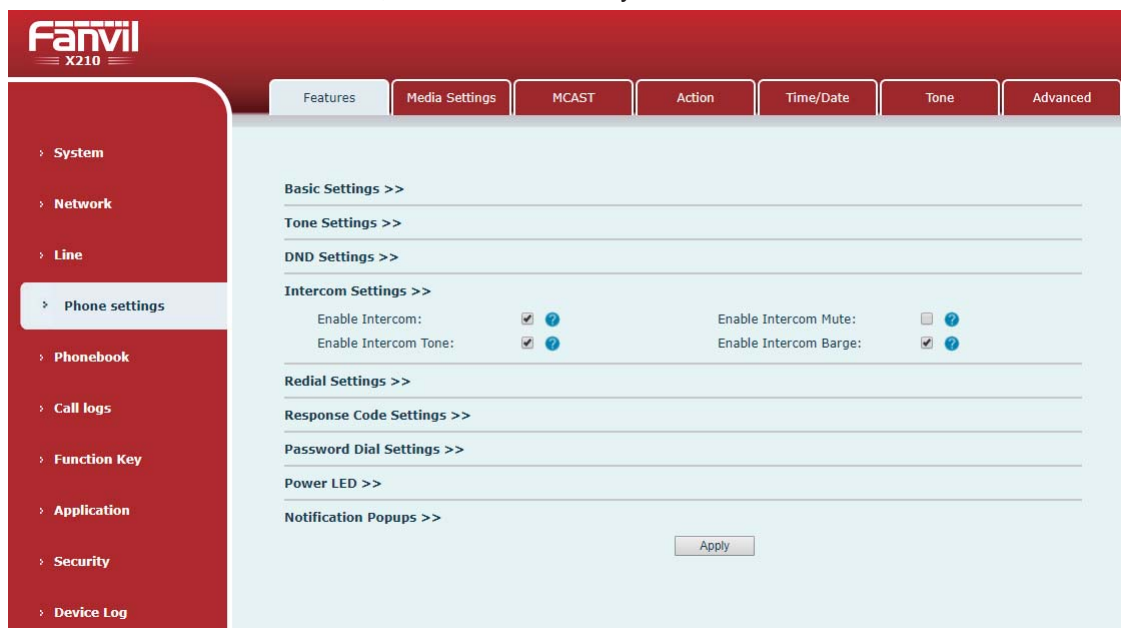 Fanvil
X210
Features Media Settings MCAST Action Time/Date Tone Advanced
› System
› Network
› Line
› Phone settings
› Phonebook
› Call logs
› Function Key
› Application
› Security
› Device Log
Basic Settings >>
Tone Settings >>
DND Settings >>
Intercom Settings >>
Enable Intercom: Enable Intercom Mute:
Enable Intercom Tone: Enable Intercom Barge:
Redial Settings >>
Response Code Settings >>
Password Dial Settings >>
Power LED >>
Notification Popups >>
Apply